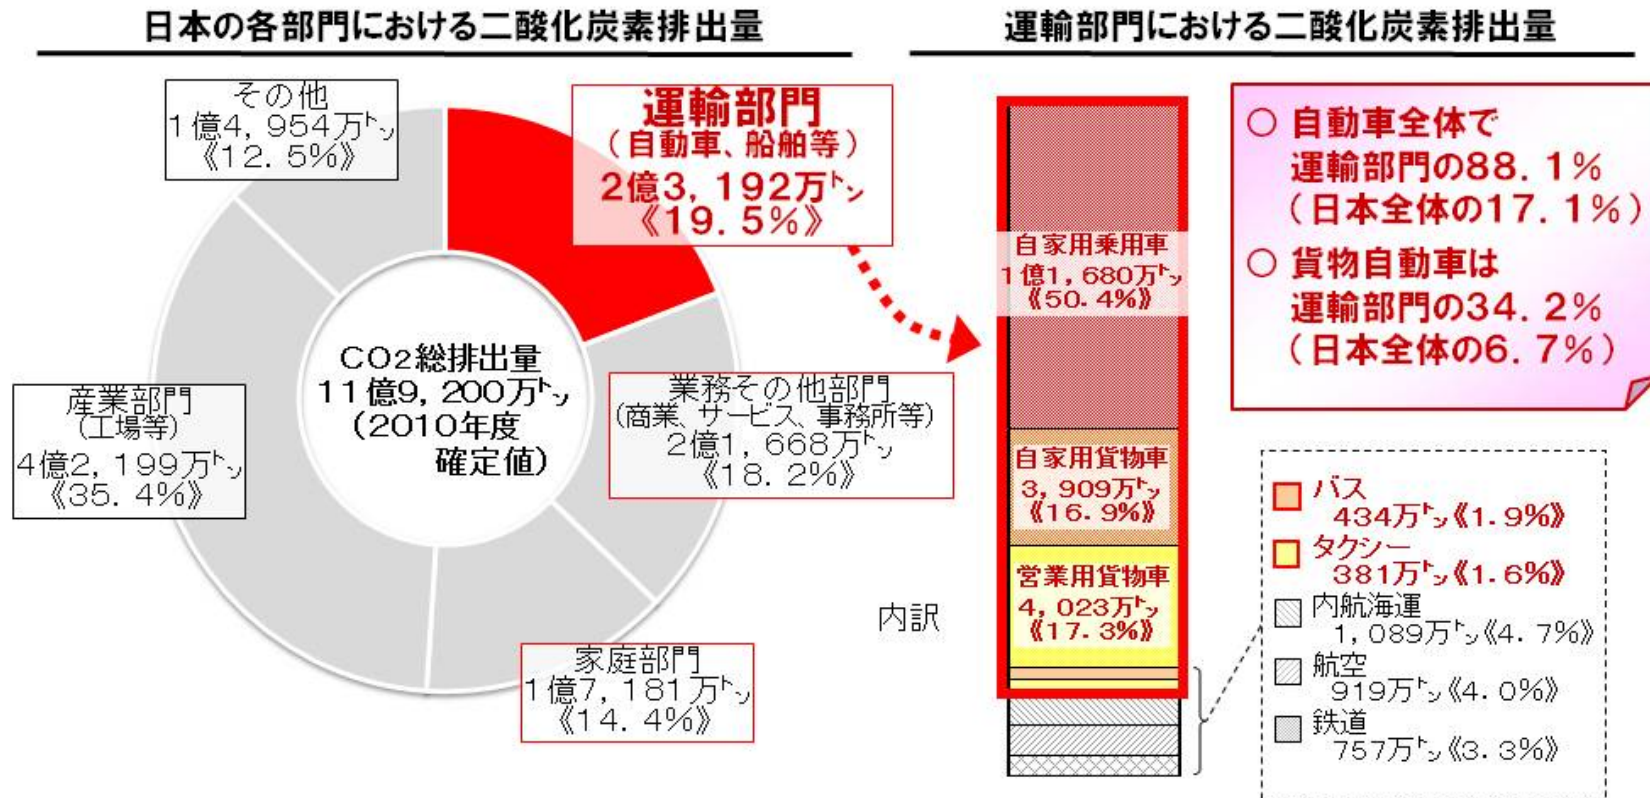 日本の各部門における二酸化炭素排出量
その他
1億4, 954万㌧
《12. 5%》
運輸部門
(自動車、船舶等)
2億3, 192万㌧
《19. 5%》
CO2総排出量
11億9, 200万㌧
(2010年度
確定値)
産業部門
(工場等)
4億2, 199万㌧
《35. 4%》
業務その他部門
(商業、サービス、事務所等)
2億1, 668万㌧
《18. 2%》
家庭部門
1億7, 181万㌧
《14. 4%》
運輸部門における二酸化炭素排出量
自家用乗用車
1億1, 680万㌧
《50. 4%》
自家用貨物車
3, 909万㌧
《16. 9%》
営業用貨物車
4, 023万㌧
《17. 3%》
内訳
○ 自動車全体で
運輸部門の88. 1%
(日本全体の17. 1%)
○ 貨物自動車は
運輸部門の34. 2%
(日本全体の6. 7%)
バス
434万㌧《1. 9%》
タクシー
381万㌧《1. 6%》
内航海運
1, 089万㌧《4. 7%》
航空
919万㌧《4. 0%》
鉄道
757万㌧《3. 3%》